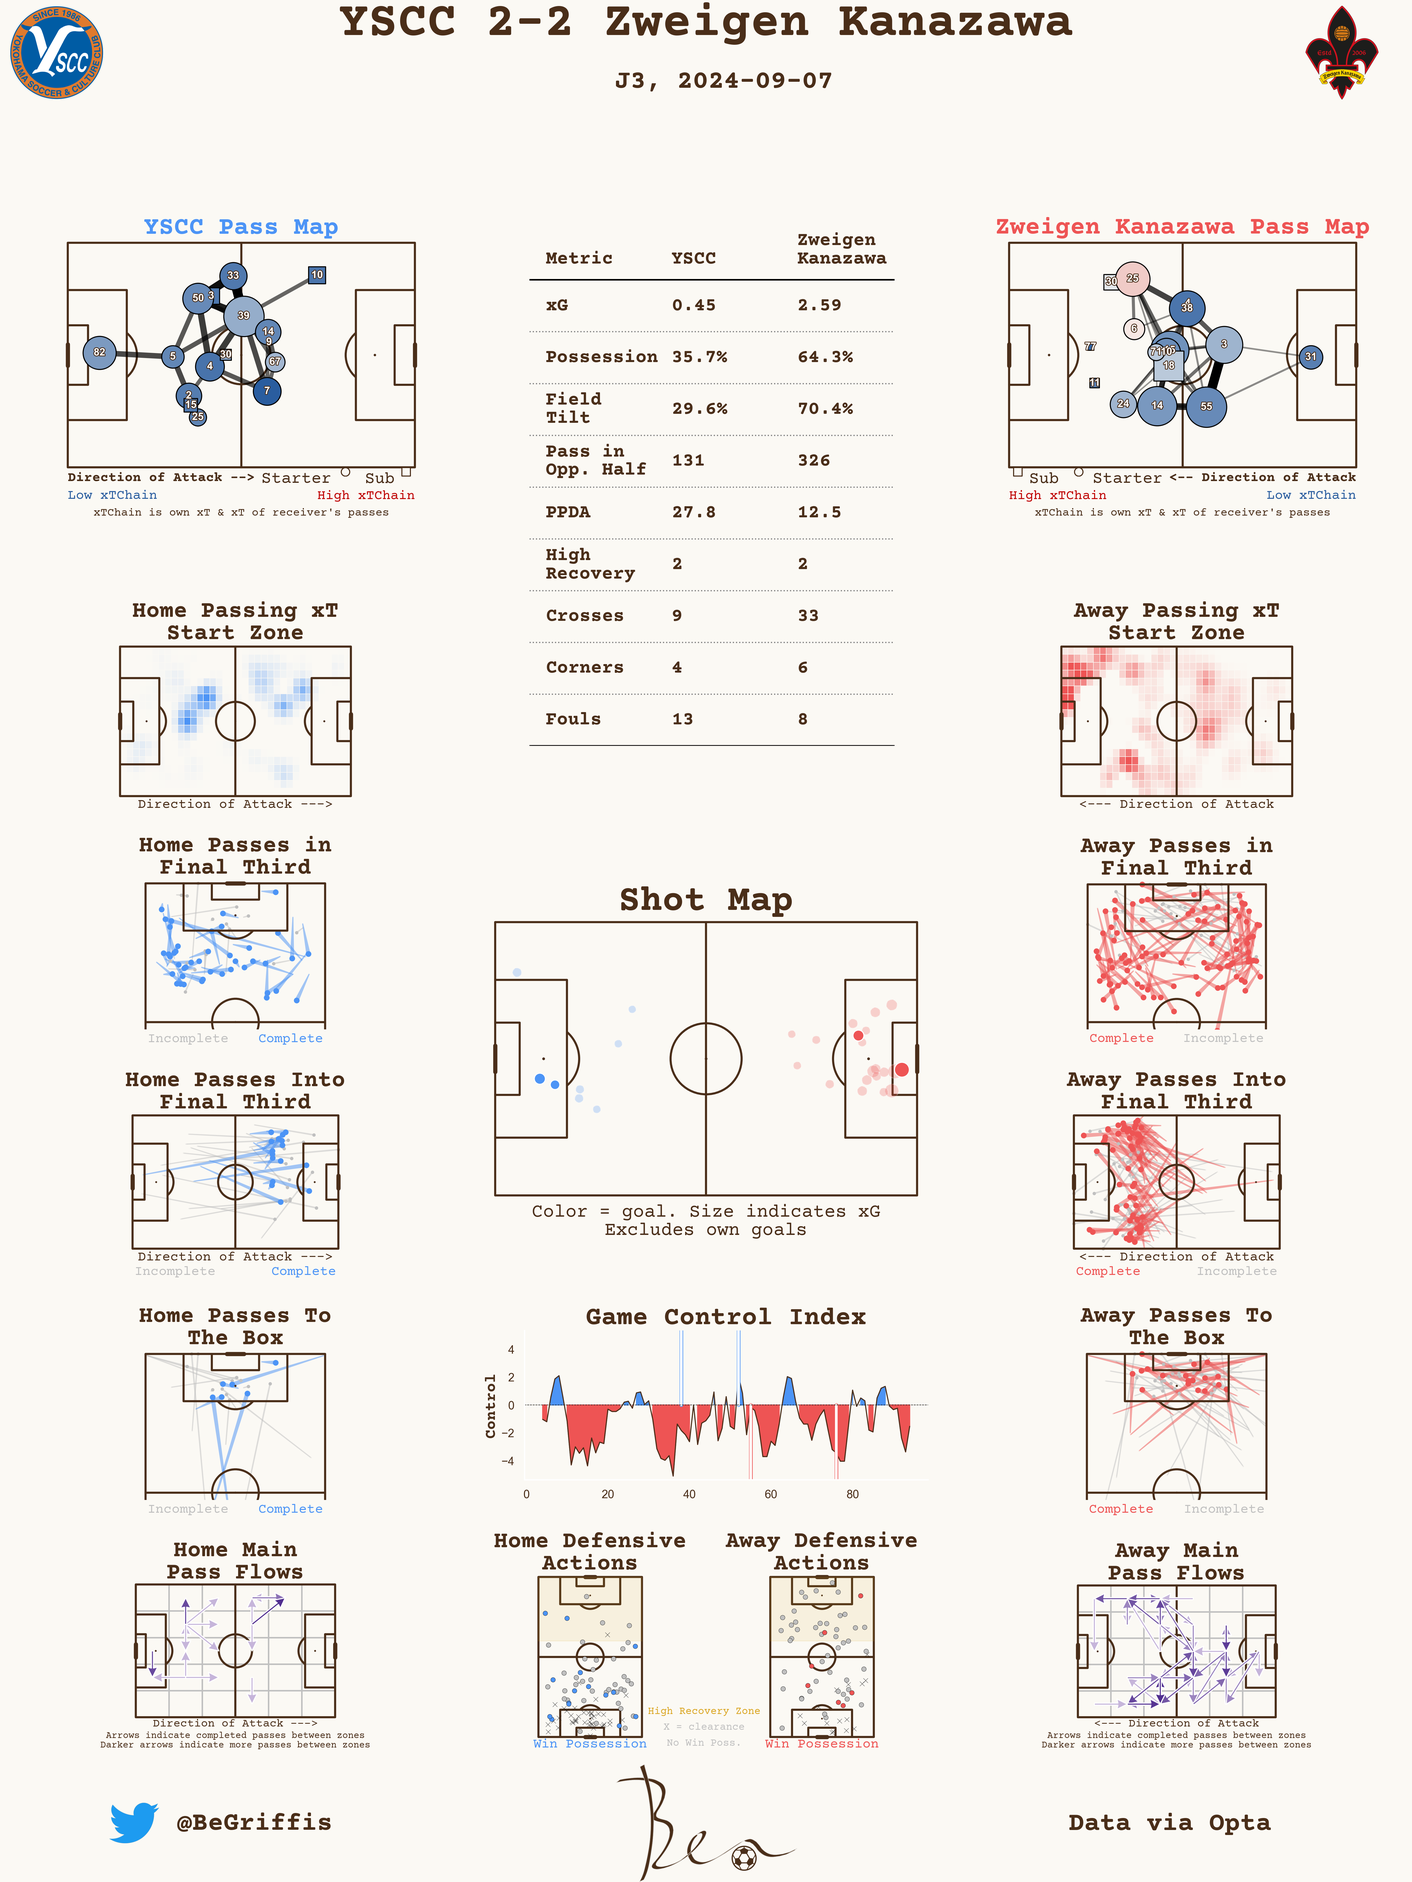 YSCC 2-2 Zweigen Kanazawa
J3, 2024-09-07
SINCE 1986
YSCC
YOKOHAMA SOCCER & CULTURE CLUB
Estd 2006
Zweigen Kanazawa
YSCC Pass Map
82 5 50 3 33 39 10 14 9 67 30 4 7 2 15 25
Direction of Attack --> Starter Sub
Low xTChain High xTChain
xTChain is own xT & xT of receiver's passes
Metric YSCC Zweigen
Kanazawa
xG 0.45 2.59
Possession 35.7% 64.3%
Field
Tilt 29.6% 70.4%
Pass in
Opp. Half 131 326
PPDA 27.8 12.5
High
Recovery 2 2
Crosses 9 33
Corners 4 6
Fouls 13 8
Zweigen Kanazawa Pass Map
30 25 6 38 3 31 77 11 18 24 14 55
Sub Starter <-- Direction of Attack
High xTChain Low xTChain
xTChain is own xT & xT of receiver's passes
Home Passing xT
Start Zone
Direction of Attack --->
Away Passing xT
Start Zone
<--- Direction of Attack
Home Passes in
Final Third
Incomplete Complete
Away Passes in
Final Third
Complete Incomplete
Shot Map
Color = goal. Size indicates xG
Excludes own goals
Home Passes Into
Final Third
Direction of Attack --->
Incomplete Complete
Away Passes Into
Final Third
<--- Direction of Attack
Complete Incomplete
Home Passes To
The Box
Incomplete Complete
Game Control Index
Control
4
2
0
−2
−4
0 20 40 60 80
Away Passes To
The Box
Complete Incomplete
Home Main
Pass Flows
Direction of Attack --->
Arrows indicate completed passes between zones
Darker arrows indicate more passes between zones
Home Defensive
Actions
Win Possession
Away Defensive
Actions
Win Possession
High Recovery Zone
X = clearance
No Win Poss.
Away Main
Pass Flows
<--- Direction of Attack
Arrows indicate completed passes between zones
Darker arrows indicate more passes between zones
@BeGriffis
Ben
Data via Opta